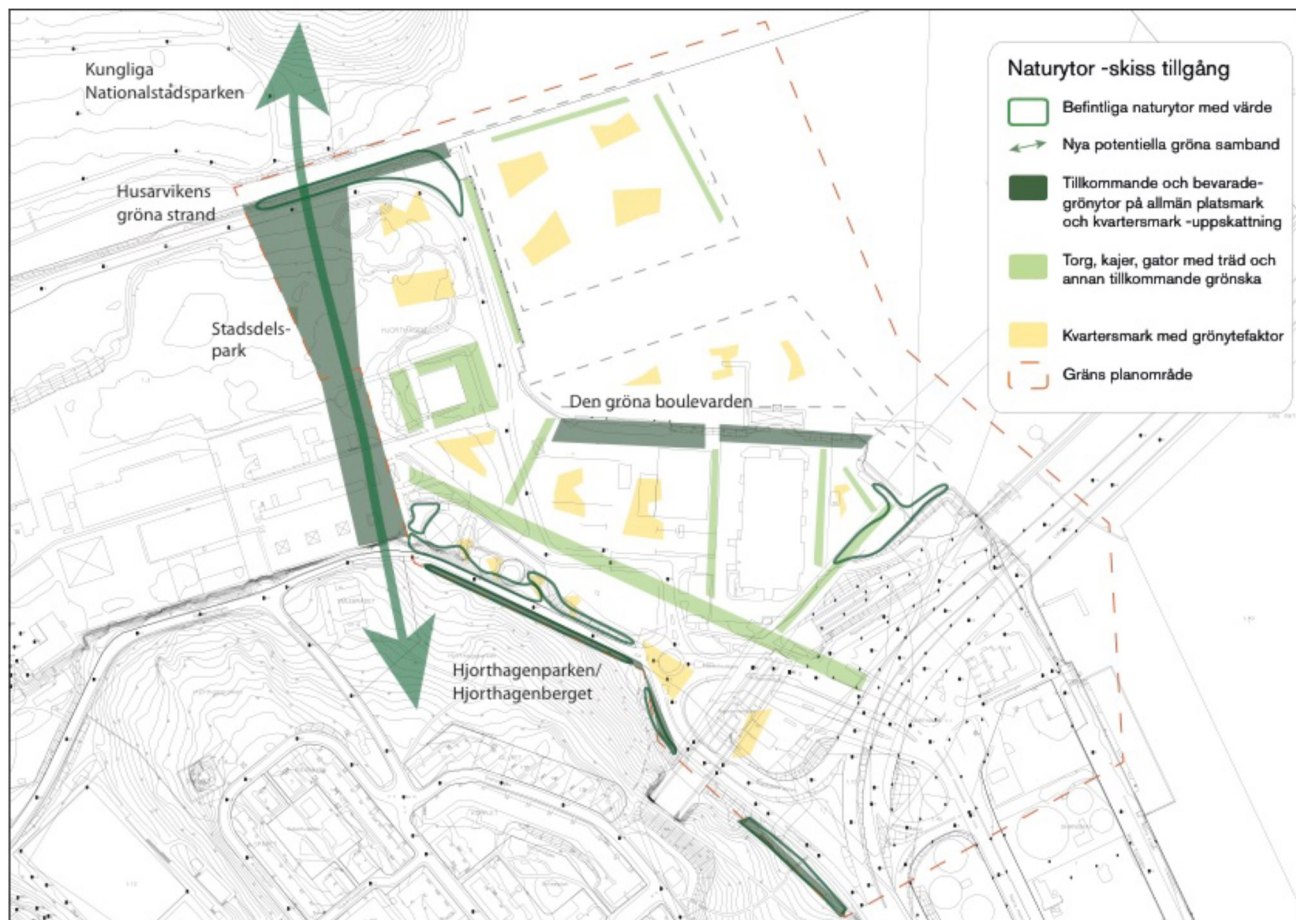 Kungliga
Nationalstadsparken
Husarvikens
gröna strand
Stadsdels-
park
Den gröna boulevarden
Hjorthagenparken/
Hjorthagenberget
Naturytor -skiss tillgång
Befintliga naturytor med värde
Nya potentiella gröna samband
Tillkommande och bevarade-
grönytor på allmän platsmark
och kvartersmark -uppskattning
Torg, kajer, gator med träd och
annan tillkommande grönska
Kvartersmark med grönytefaktor
Gräns planområde